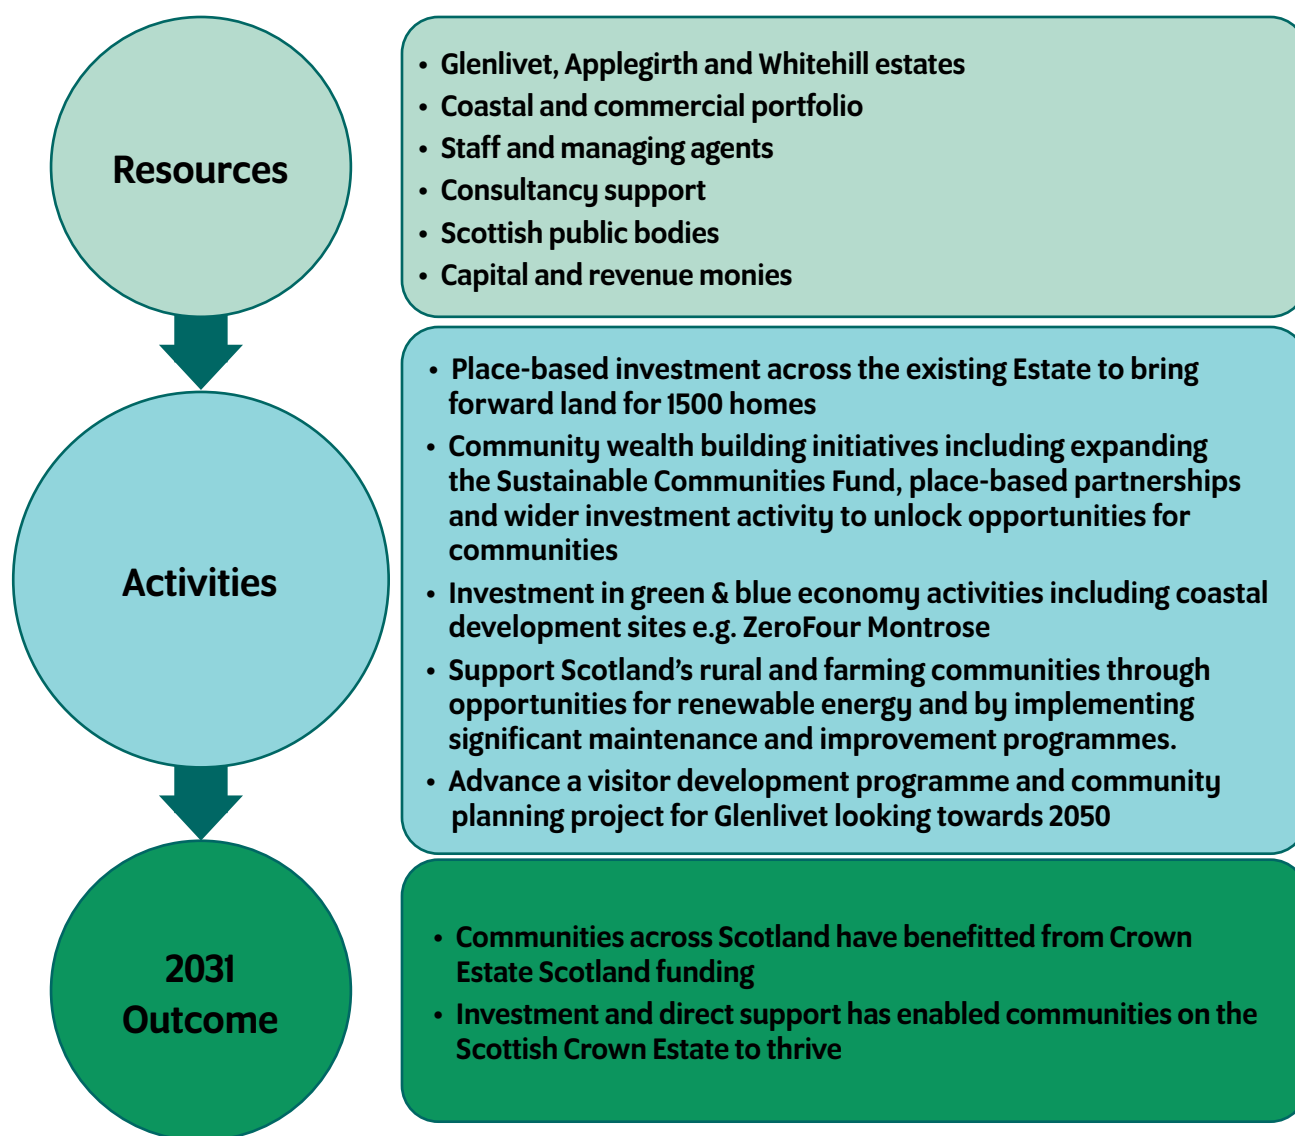 Resources
• Glenlivet, Applegirth and Whitehill estates
• Coastal and commercial portfolio
• Staff and managing agents
• Consultancy support
• Scottish public bodies
• Capital and revenue monies
Activities
• Place-based investment across the existing Estate to bring
forward land for 1500 homes
• Community wealth building initiatives including expanding
the Sustainable Communities Fund, place-based partnerships
and wider investment activity to unlock opportunities for
communities
• Investment in green & blue economy activities including coastal
development sites e.g. ZeroFour Montrose
• Support Scotland’s rural and farming communities through
opportunities for renewable energy and by implementing
significant maintenance and improvement programmes.
• Advance a visitor development programme and community
planning project for Glenlivet looking towards 2050
2031
Outcome
• Communities across Scotland have benefitted from Crown
Estate Scotland funding
• Investment and direct support has enabled communities on the
Scottish Crown Estate to thrive